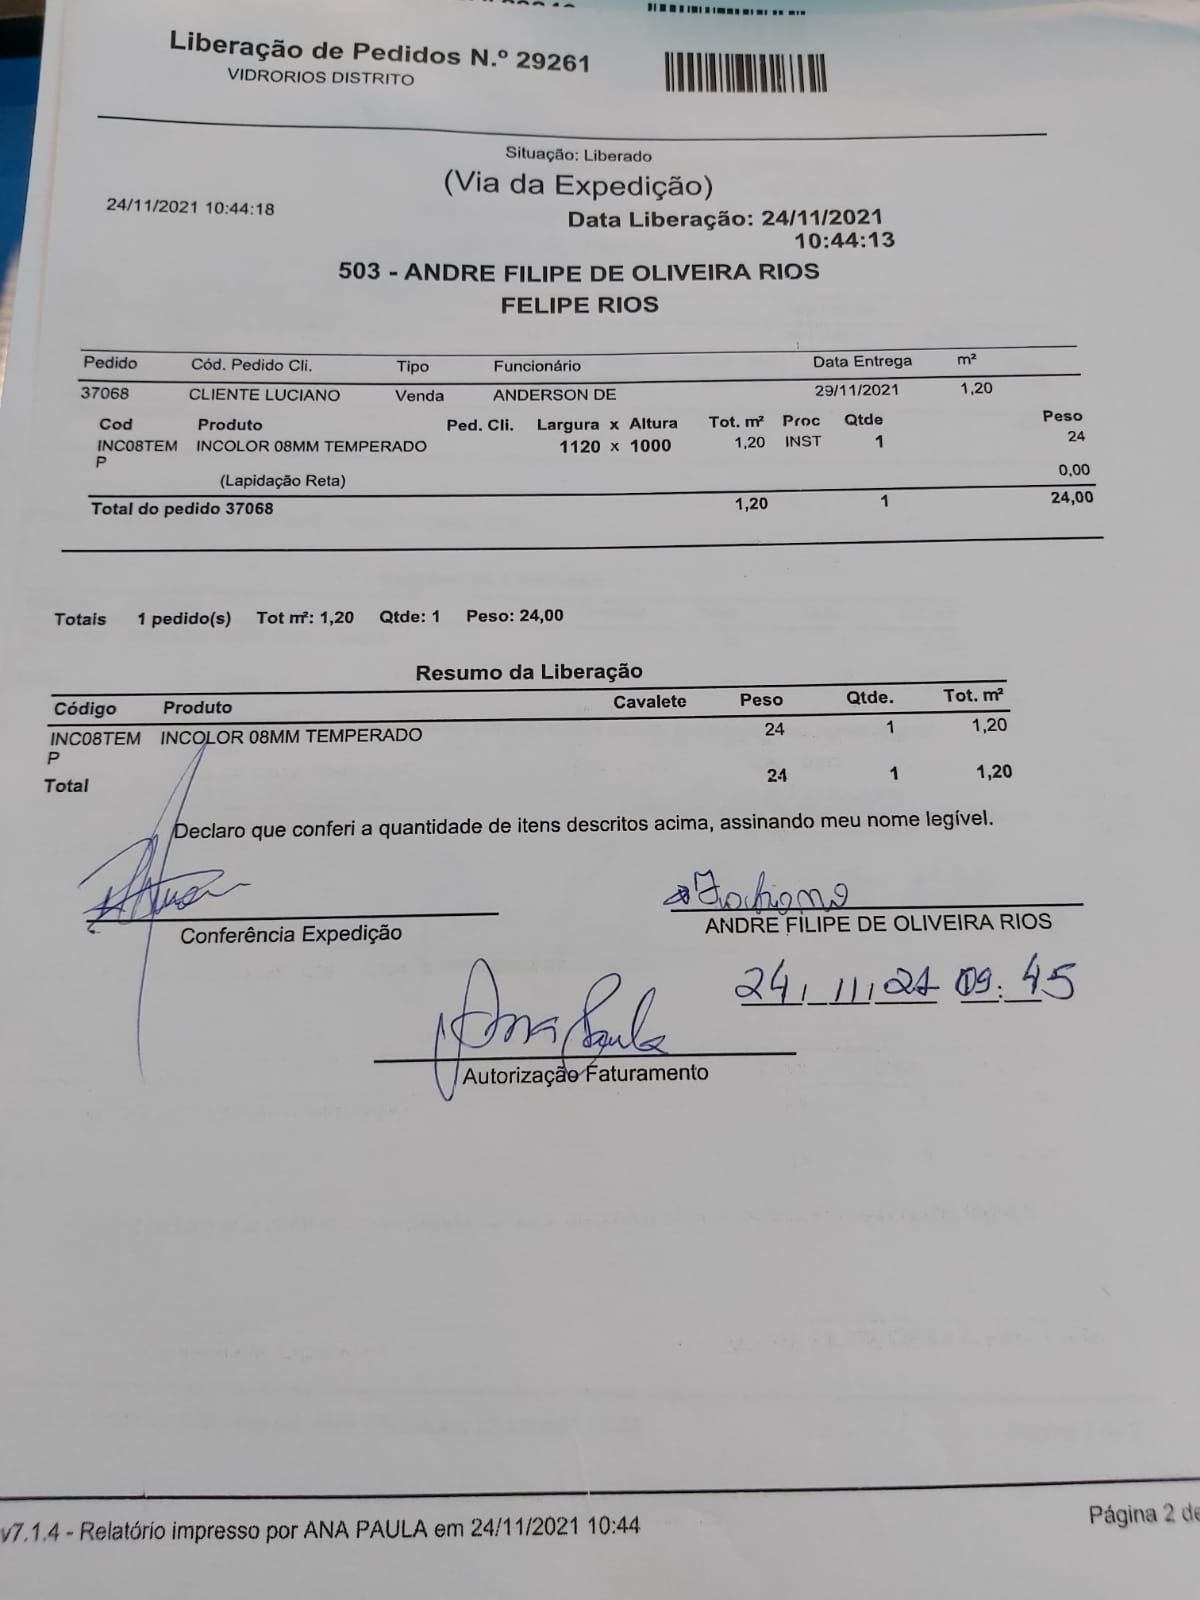 Liberação de Pedidos N.º 29261
VIDRORIOS DISTRITO
Situação: Liberado
(Via da Expedição)
24/11/2021 10:44:18
Data Liberação: 24/11/2021
10:44:13
503 - ANDRE FILIPE DE OLIVEIRA RIOS
FELIPE RIOS
Pedido Cód. Pedido Cli. Tipo Funcionário Data Entrega m²
37068 CLIENTE LUCIANO Venda ANDERSON DE 29/11/2021 1,20
Cod Produto Ped. Cli. Largura x Altura Tot. m² Proc Qtde Peso
INC08TEM INCOLOR 08MM TEMPERADO 1120 x 1000 1,20 INST 1 24
P
(Lapidação Reta) 0,00
Total do pedido 37068 1,20 1 24,00
Totais 1 pedido(s) Tot m²: 1,20 Qtde: 1 Peso: 24,00
Resumo da Liberação
Código Produto Cavalete Peso Qtde. Tot. m²
INC08TEM INCOLOR 08MM TEMPERADO 24 1 1,20
P
Total 24 1 1,20
Declaro que conferi a quantidade de itens descritos acima, assinando meu nome legível.
Conferência Expedição
ANDRE FILIPE DE OLIVEIRA RIOS
24/11/21 09:45
Ana Paula
Autorização Faturamento
v7.1.4 - Relatório impresso por ANA PAULA em 24/11/2021 10:44
Página 2 de